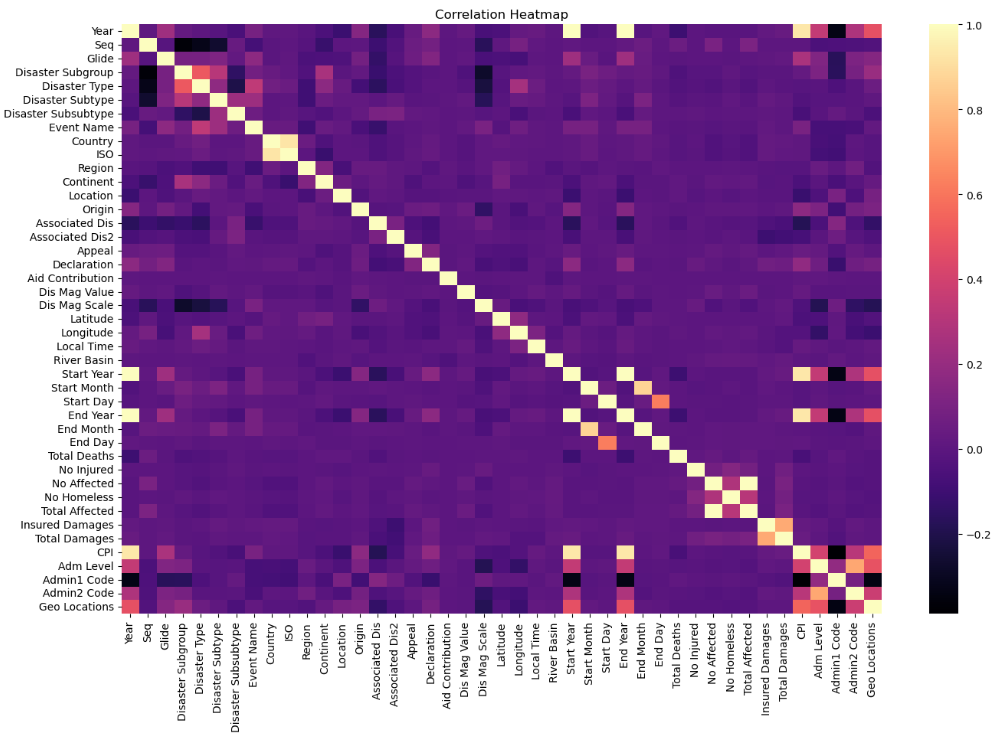 Correlation Heatmap
Year
Seq
Glide
Disaster Subgroup
Disaster Type
Disaster Subtype
Disaster Subsubtype
Event Name
Country
ISO
Region
Continent
Location
Origin
Associated Dis
Associated Dis2
Appeal
Declaration
Aid Contribution
Dis Mag Value
Dis Mag Scale
Latitude
Longitude
Local Time
River Basin
Start Year
Start Month
Start Day
End Year
End Month
End Day
Total Deaths
No Injured
No Affected
No Homeless
Total Affected
Insured Damages
Total Damages
CPI
Adm Level
Admin1 Code
Admin2 Code
Geo Locations
Year
Seq
Glide
Disaster Subgroup
Disaster Type
Disaster Subtype
Disaster Subsubtype
Event Name
Country
ISO
Region
Continent
Location
Origin
Associated Dis
Associated Dis2
Appeal
Declaration
Aid Contribution
Dis Mag Value
Dis Mag Scale
Latitude
Longitude
Local Time
River Basin
Start Year
Start Month
Start Day
End Year
End Month
End Day
Total Deaths
No Injured
No Affected
No Homeless
Total Affected
Insured Damages
Total Damages
CPI
Adm Level
Admin1 Code
Admin2 Code
Geo Locations
1.0
0.8
0.6
0.4
0.2
0.0
−0.2